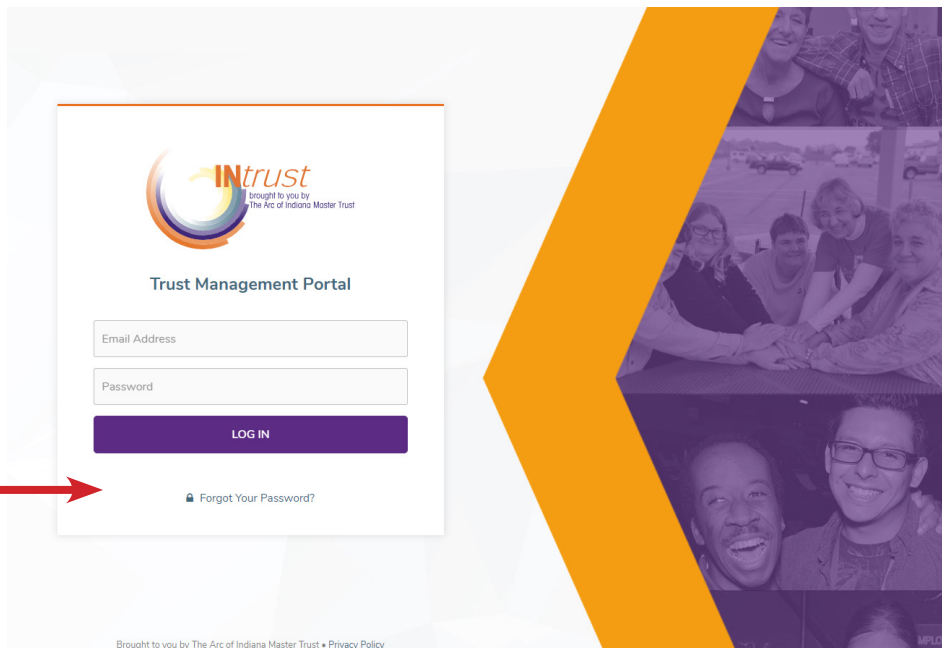 INtrust
brought to you by
The Arc of Indiana Master Trust
Trust Management Portal
Email Address
Password
LOG IN
Forgot Your Password?
Brought to you by The Arc of Indiana Master Trust • Privacy Policy